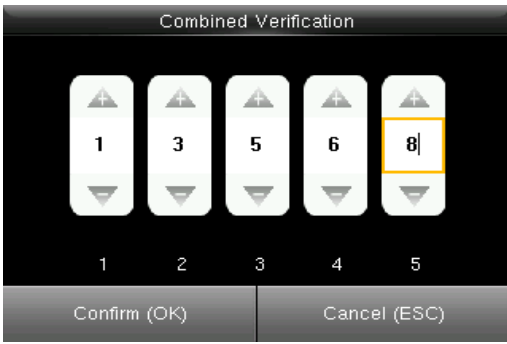 Combined Verification
+ + + + +
1 3 5 6 8
- - - - -
1 2 3 4 5
Confirm (OK) Cancel (ESC)